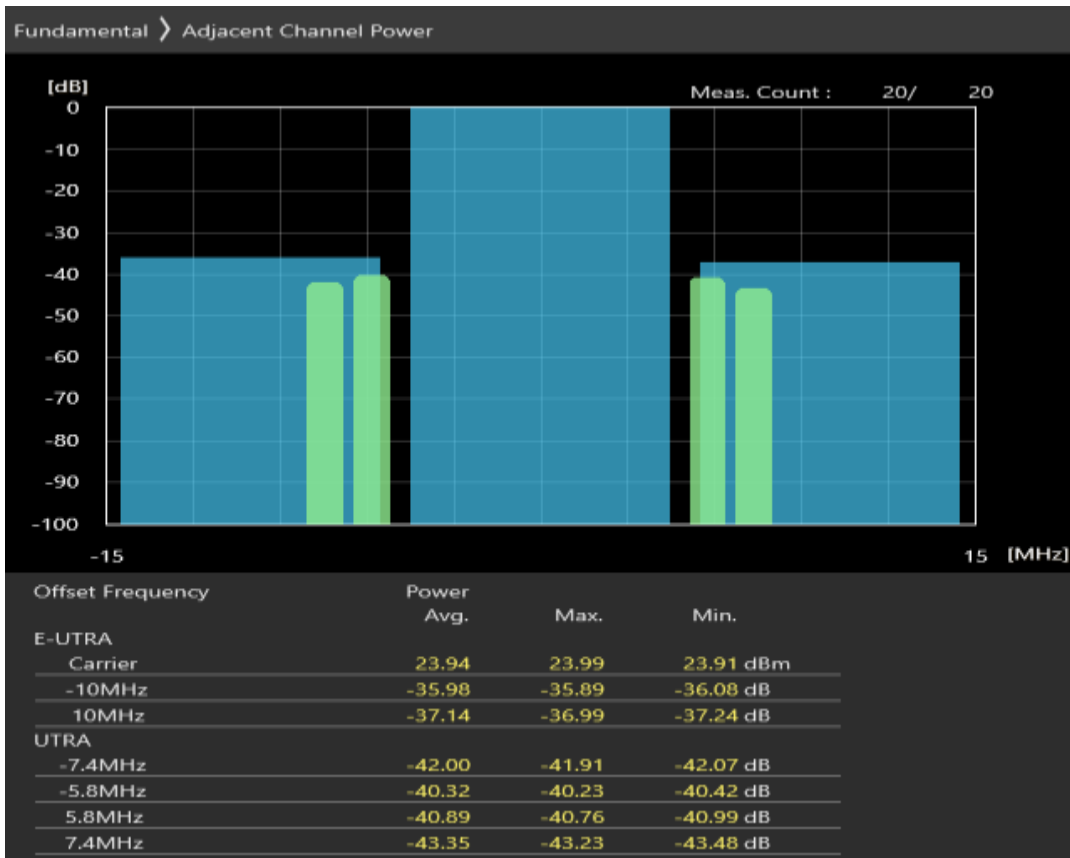 Fundamental 》 Adjacent Channel Power
[dB]
Meas. Count : 20/ 20
0
-10
-20
-30
-40
-50
-60
-70
-80
-90
-100
-15 15 [MHz]
Offset Frequency Power
Avg. Max. Min.
E-UTRA
Carrier 23.94 23.99 23.91 dBm
-10MHz -35.98 -35.89 -36.08 dB
10MHz -37.14 -36.99 -37.24 dB
UTRA
-7.4MHz -42.00 -41.91 -42.07 dB
-5.8MHz -40.32 -40.23 -40.42 dB
5.8MHz -40.89 -40.76 -40.99 dB
7.4MHz -43.35 -43.23 -43.48 dB